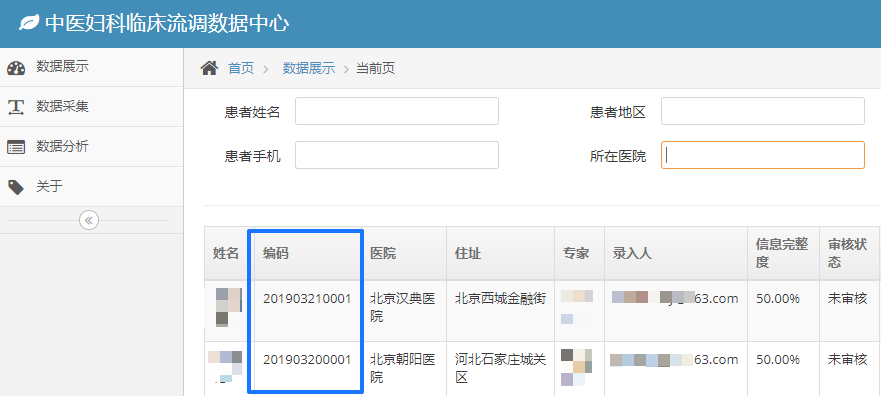 中医妇科临床流调数据中心
数据展示
数据采集
数据分析
关于
首页 > 数据展示 > 当前页
患者姓名
患者地区
患者手机
所在医院
姓名 编码 医院 住址 专家 录入人 信息完整 审核状
度 态
201903210001 北京汉典医 北京西城金融街 63.com 50.00% 未审核
院
201903200001 北京朝阳医 河北石家庄城关 63.com 50.00% 未审核
院 区